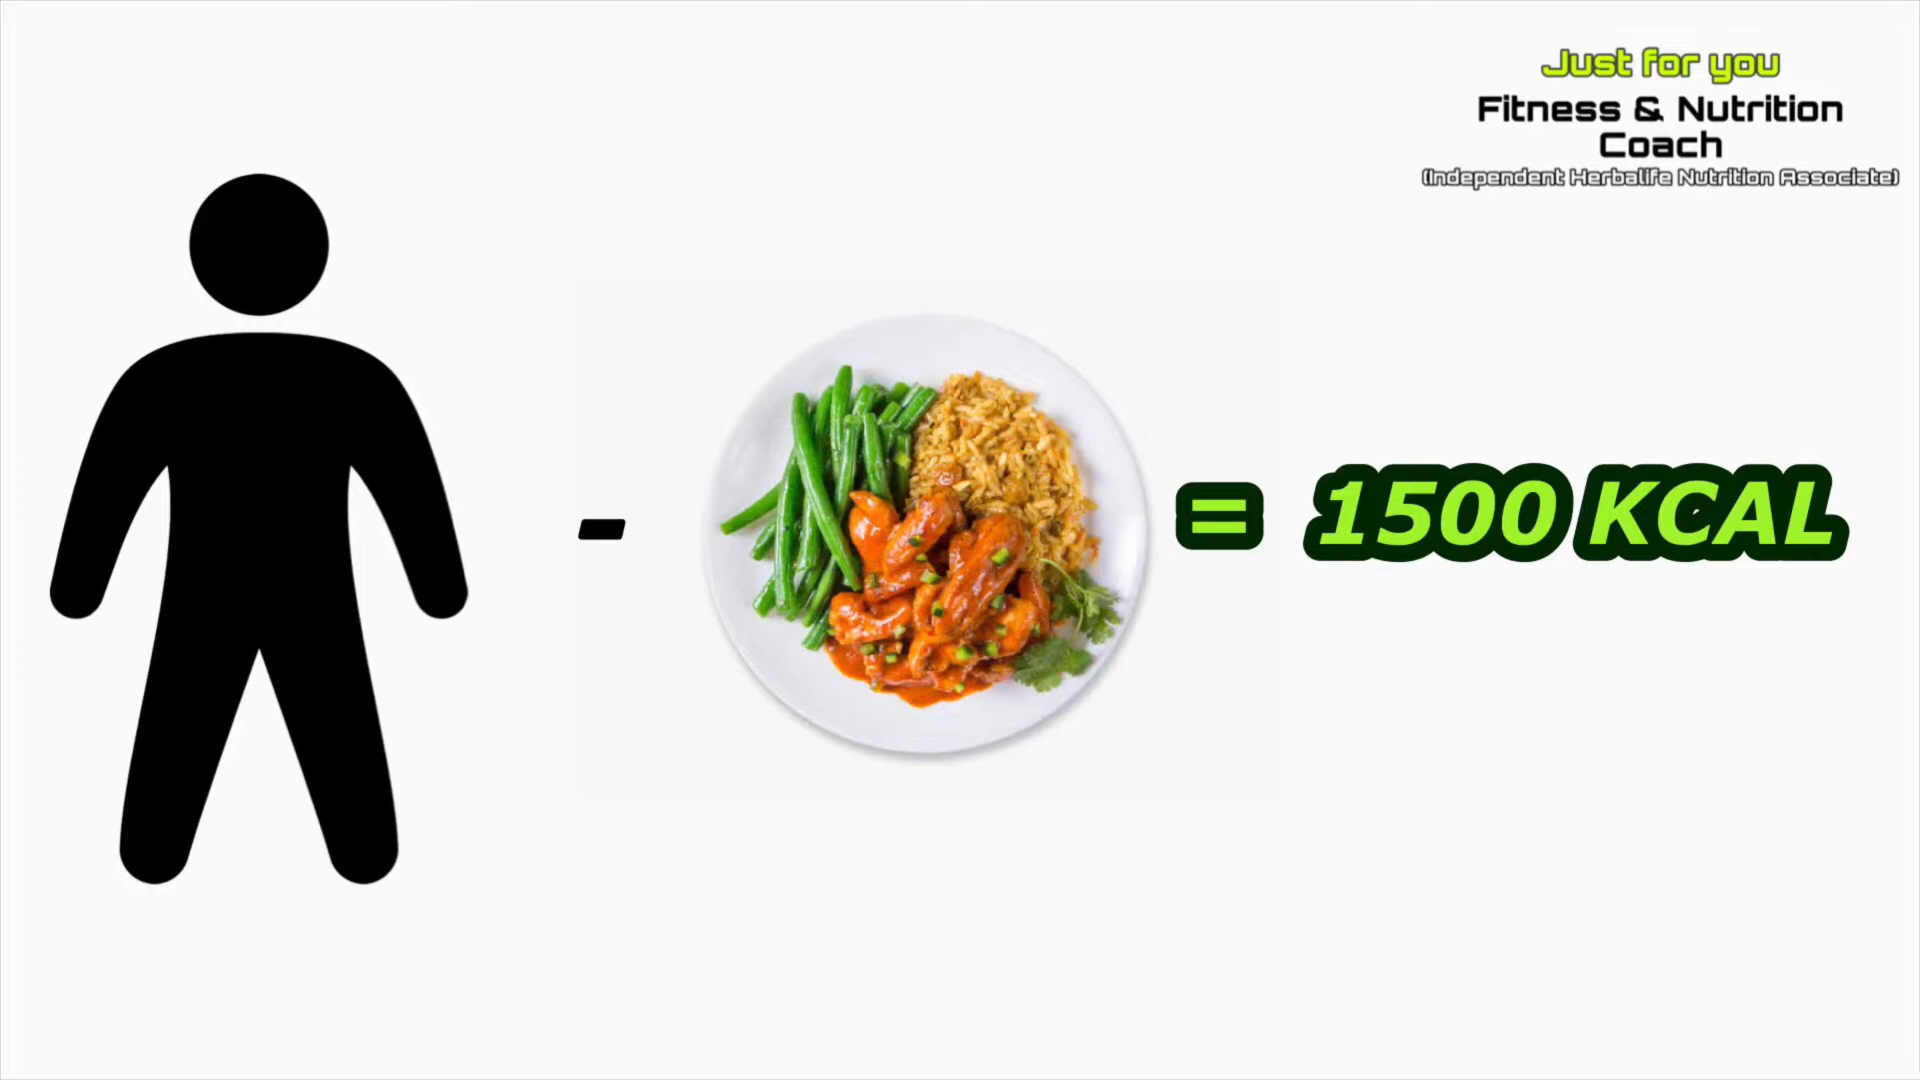 Just for you
Fitness & Nutrition
Coach
(Independent Herbalife Nutrition Associate)
- = 1500 KCAL